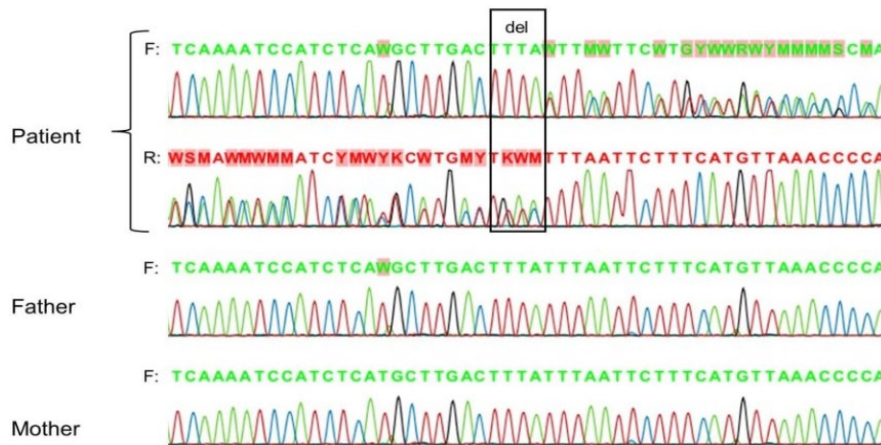 del
F: TCAAAATCCATCTCAWGCTTGACTTTAWTTMWTTCWTGYWWRWYMMMMSCMA
Patient
R: WSMAWMWMMATCYMWYKCWTGMYTKWMTTTAATTCTTTCATGTTAAACCCCA
F: TCAAAATCCATCTCAWGCTTGACTTTATTTAATTCTTTCATGTTAAACCCCA
Father
F: TCAAAATCCATCTCATGCTTGACTTTATTTAATTCTTTCATGTTAAACCCCA
Mother